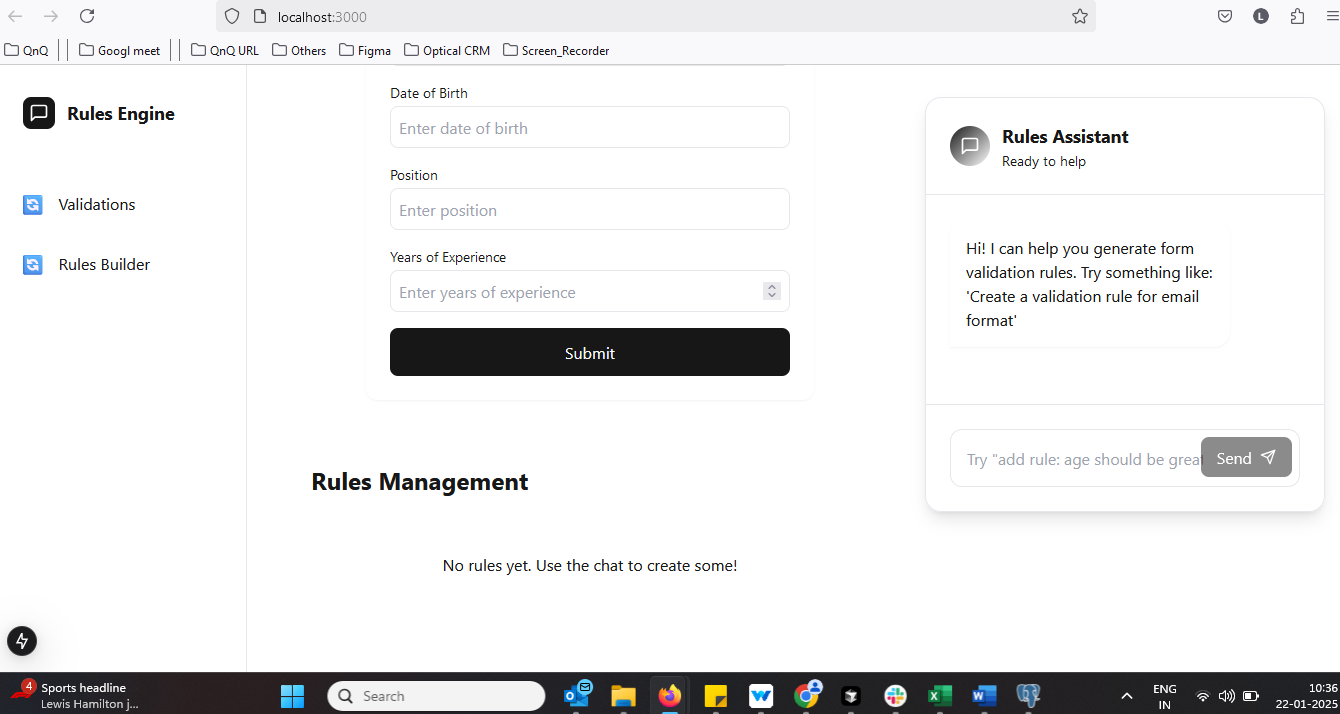 localhost:3000
L
QnQ
Googl meet
QnQ URL
Others
Figma
Optical CRM
Screen_Recorder
Rules Engine
Validations
Rules Builder
Date of Birth
Enter date of birth
Position
Enter position
Years of Experience
Enter years of experience
Submit
Rules Management
No rules yet. Use the chat to create some!
Rules Assistant
Ready to help
Hi! I can help you generate form
validation rules. Try something like:
'Create a validation rule for email
format'
Try "add rule: age should be great
Send
4
Sports headline
Lewis Hamilton j...
Search
ENG
IN
10:36
22-01-2025